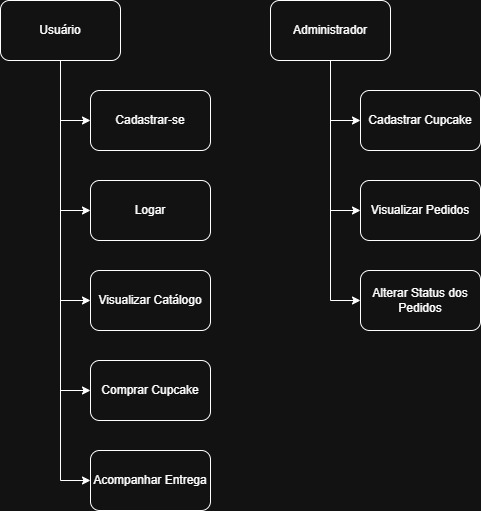 Usuário
Cadastrar-se
Logar
Visualizar Catálogo
Comprar Cupcake
Acompanhar Entrega
Administrador
Cadastrar Cupcake
Visualizar Pedidos
Alterar Status dos
Pedidos